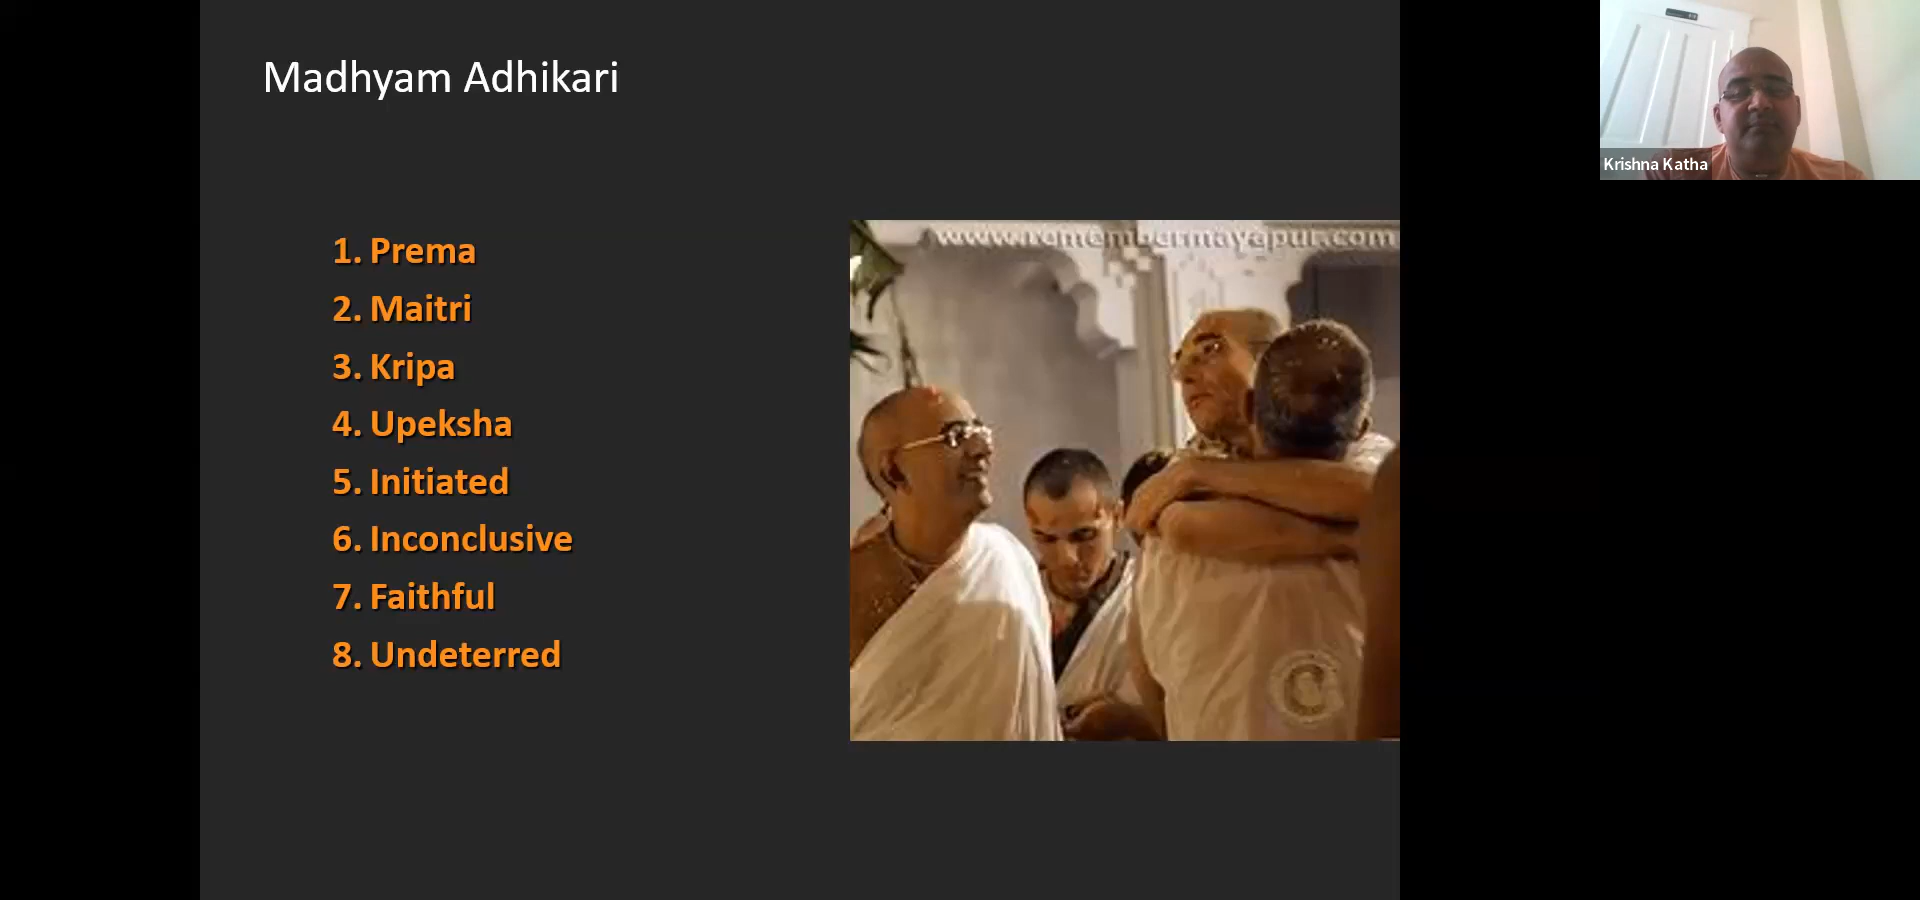 Madhyam Adhikari
1. Prema
2. Maitri
3. Kripa
4. Upeksha
5. Initiated
6. Inconclusive
7. Faithful
8. Undeterred
www.remembermayapur.com
©
Krishna Katha